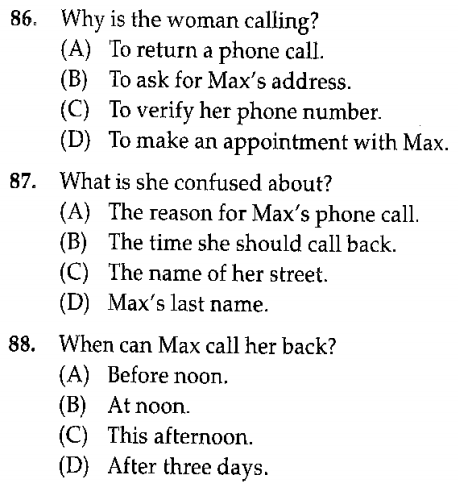 86. Why is the woman calling?
(A) To return a phone call.
(B) To ask for Max's address.
(C) To verify her phone number.
(D) To make an appointment with Max.
87. What is she confused about?
(A) The reason for Max's phone call.
(B) The time she should call back.
(C) The name of her street.
(D) Max's last name.
88. When can Max call her back?
(A) Before noon.
(B) At noon.
(C) This afternoon.
(D) After three days.